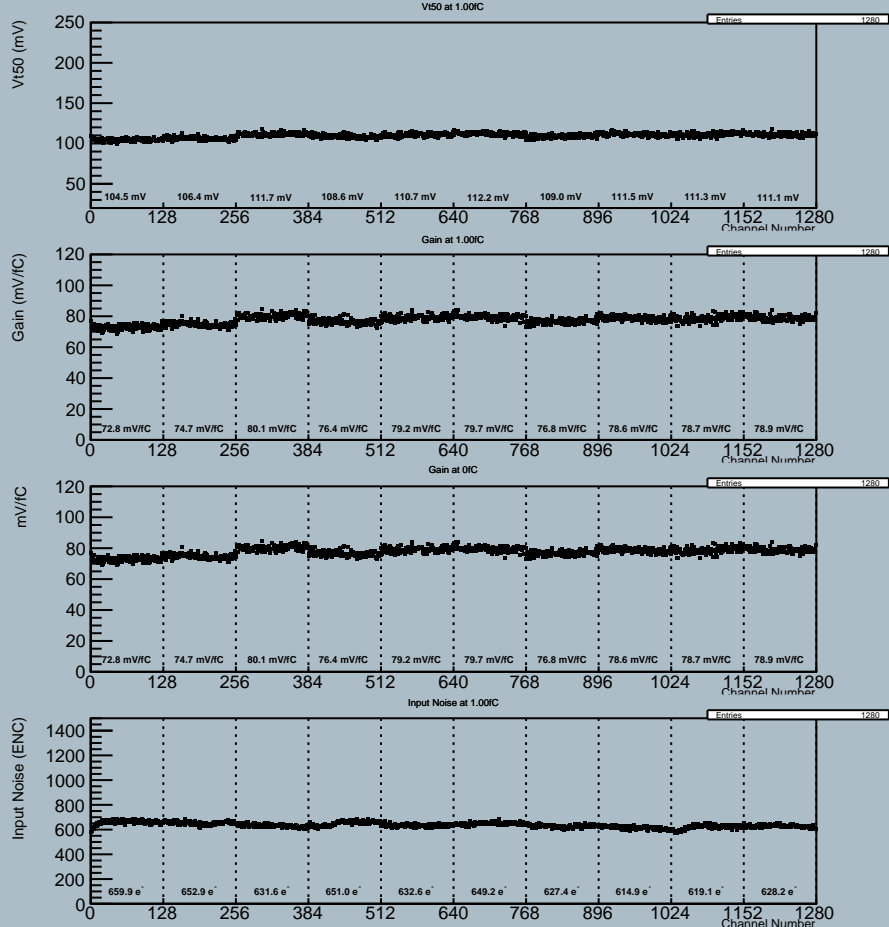 Vt50 at 1.00fC
Entries 1280
Vt50 (mV)
250
200
150
100
50
104.5 mV 106.4 mV 111.7 mV 108.6 mV 110.7 mV 112.2 mV 109.0 mV 111.5 mV 111.3 mV 111.1 mV
0 128 256 384 512 640 768 896 1024 1152 1280
Channel Number
Gain at 1.00fC
Entries 1280
Gain (mV/fC)
120
100
80
60
40
20
0
72.8 mV/fC 74.7 mV/fC 80.1 mV/fC 76.4 mV/fC 79.2 mV/fC 79.7 mV/fC 76.8 mV/fC 78.6 mV/fC 78.7 mV/fC 78.9 mV/fC
0 128 256 384 512 640 768 896 1024 1152 1280
Channel Number
Gain at 0fC
Entries 1280
mV/fC
120
100
80
60
40
20
0
72.8 mV/fC 74.7 mV/fC 80.1 mV/fC 76.4 mV/fC 79.2 mV/fC 79.7 mV/fC 76.8 mV/fC 78.6 mV/fC 78.7 mV/fC 78.9 mV/fC
0 128 256 384 512 640 768 896 1024 1152 1280
Channel Number
Input Noise at 1.00fC
Entries 1280
Input Noise (ENC)
1400
1200
1000
800
600
400
200
0
659.9 e⁻ 652.9 e⁻ 631.6 e⁻ 651.0 e⁻ 632.6 e⁻ 649.2 e⁻ 627.4 e⁻ 614.9 e⁻ 619.1 e⁻ 628.2 e⁻
0 128 256 384 512 640 768 896 1024 1152 1280
Channel Number